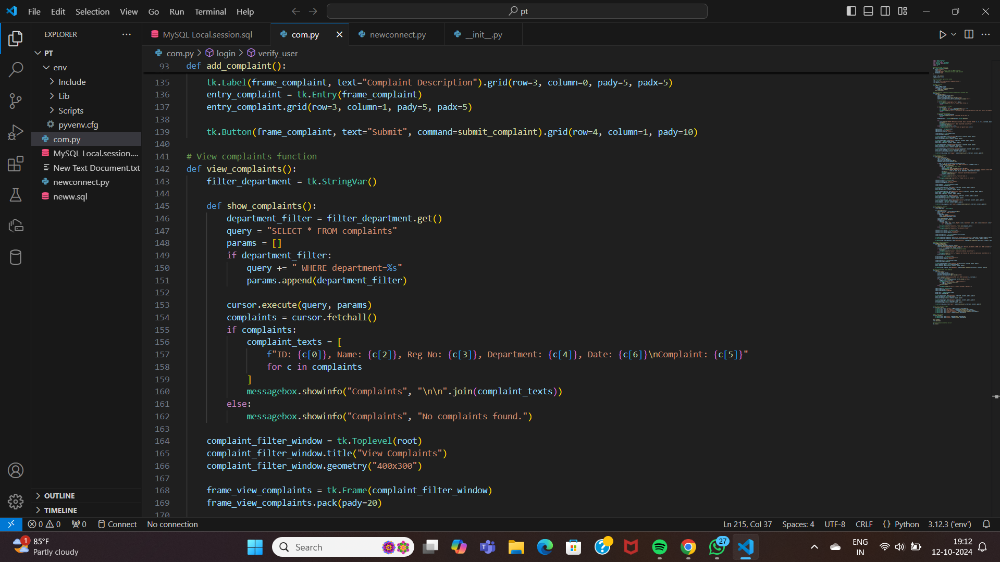 File Edit Selection View Go Run Terminal Help
pt
EXPLORER
PT
env
Include
Lib
Scripts
pyvenv.cfg
com.py
MySQL Local.session....
New Text Document.txt
newconnect.py
neww.sql
OUTLINE
TIMELINE
MySQL Local.session.sql
com.py
newconnect.py
__init__.py
com.py > login > verify_user
93 def add_complaint():
135 tk.Label(frame_complaint, text="Complaint Description").grid(row=3, column=0, pady=5, padx=5)
136 entry_complaint = tk.Entry(frame_complaint)
137 entry_complaint.grid(row=3, column=1, pady=5, padx=5)
138
139 tk.Button(frame_complaint, text="Submit", command=submit_complaint).grid(row=4, column=1, pady=10)
140
141 # View complaints function
142 def view_complaints():
143 filter_department = tk.StringVar()
144
145 def show_complaints():
146 department_filter = filter_department.get()
147 query = "SELECT * FROM complaints"
148 params = []
149 if department_filter:
150 query += " WHERE department=%s"
151 params.append(department_filter)
152
153 cursor.execute(query, params)
154 complaints = cursor.fetchall()
155 if complaints:
156 complaint_texts = [
157 f"ID: {c[0]}, Name: {c[2]}, Reg No: {c[3]}, Department: {c[4]}, Date: {c[6]}\nComplaint: {c[5]}"
158 for c in complaints
159 ]
160 messagebox.showinfo("Complaints", "\n\n".join(complaint_texts))
161 else:
162 messagebox.showinfo("Complaints", "No complaints found.")
163
164 complaint_filter_window = tk.Toplevel(root)
165 complaint_filter_window.title("View Complaints")
166 complaint_filter_window.geometry("400x300")
167
168 frame_view_complaints = tk.Frame(complaint_filter_window)
169 frame_view_complaints.pack(pady=20)
170
0 0 0 Connect No connection
Ln 215, Col 37 Spaces: 4 UTF-8 CRLF {} Python 3.12.3 ('env')
1
85°F
Partly cloudy
Search
27
ENG
IN
19:12
12-10-2024